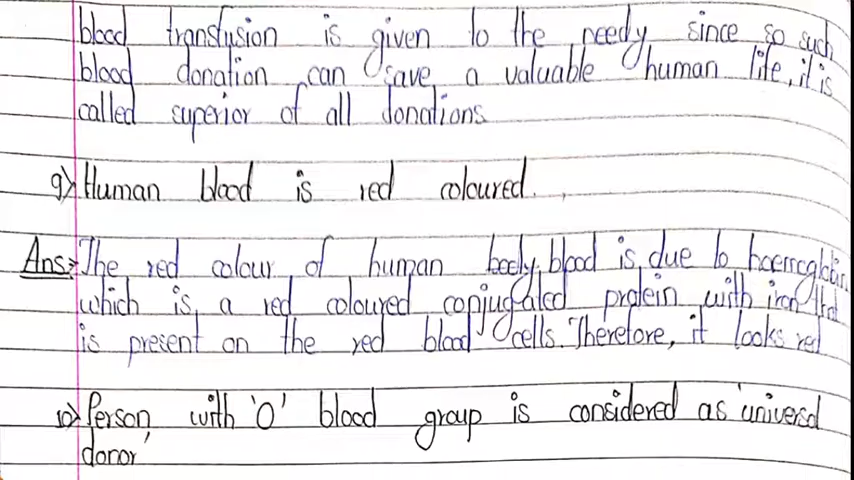 blood transfusion is given to the needy since so such
blood donation can save a valuable human life, it is
called superior of all donations
9) Human blood is red coloured.
Ans:- The red colour of human body blood is due to haemoglobin
which is a red coloured conjugated protein with iron that
is present on the red blood cells. Therefore, it looks red
10) Person with 'O' blood group is considered as 'universal
donor'